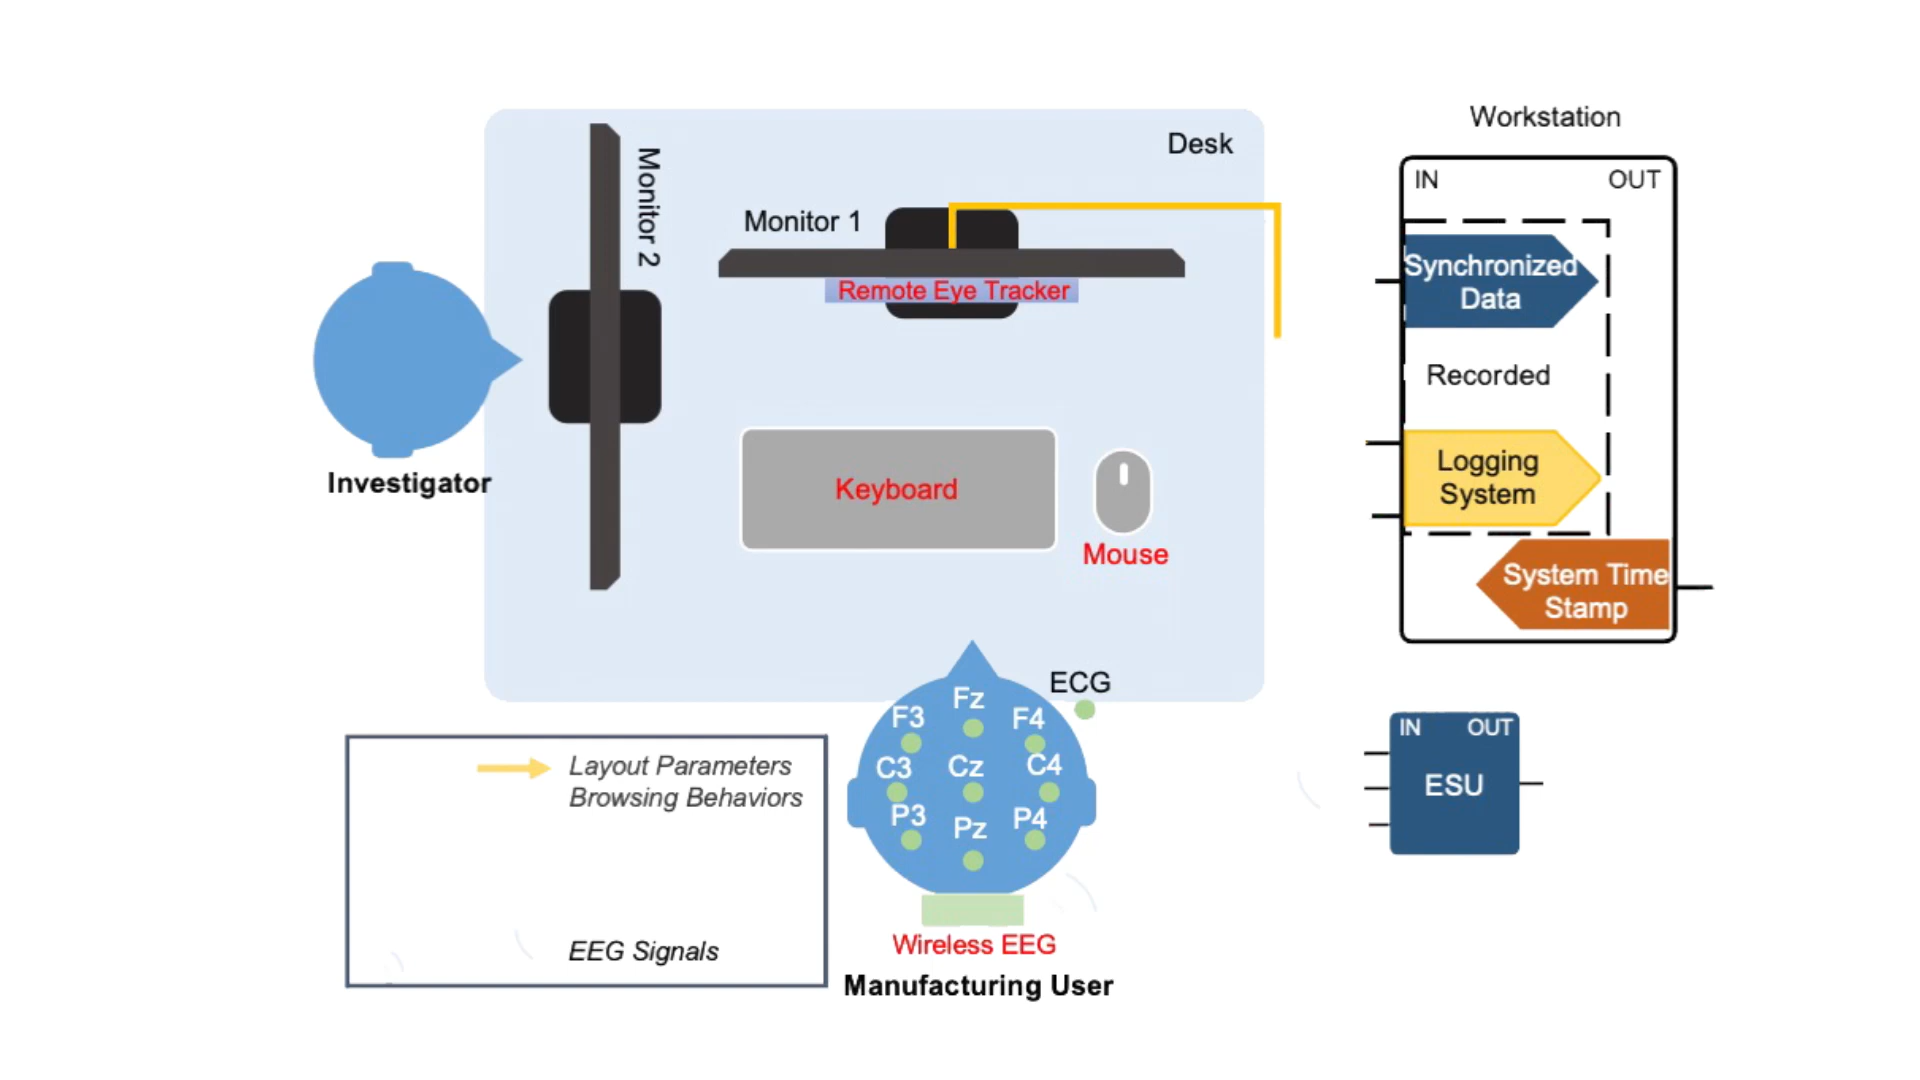 Workstation
Desk
IN
OUT
Monitor 2
Monitor 1
Synchronized
Data
Remote Eye Tracker
Recorded
Logging
System
Investigator
Keyboard
Mouse
System Time
Stamp
ECG
Fz
F3
F4
C3
Cz
C4
P3
Pz
P4
IN
OUT
ESU
Layout Parameters
Browsing Behaviors
EEG Signals
Wireless EEG
Manufacturing User